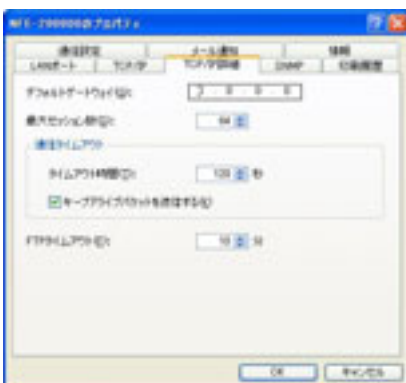 のプロパティ
通信設定 メール通知 情報
LANポート TCP/IP TCP/IP詳細 SNMP 印刷履歴
デフォルトゲートウェイ(G):
最大セッション数(Q): 64
通信タイムアウト
タイムアウト時間(T): 120 秒
キープアライブパケットを送信する(K)
FTPタイムアウト(F): 10 分
OK キャンセル